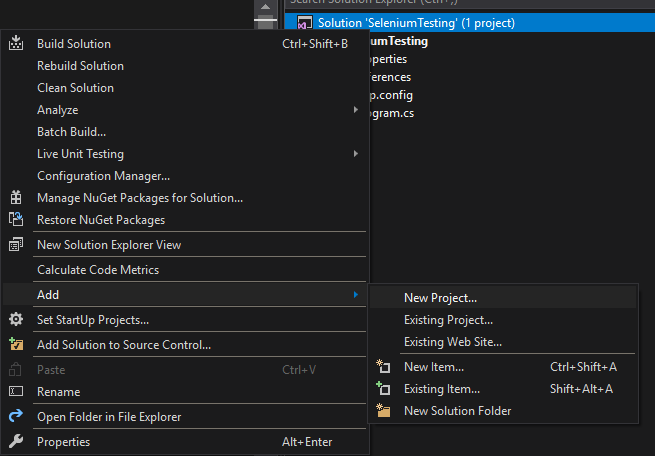 Search Solution Explorer (Ctrl+;)
Solution 'SeleniumTesting' (1 project)
Build Solution Ctrl+Shift+B
iumTesting
Rebuild Solution
operties
Clean Solution
ferences
Analyze
p.config
Batch Build...
ogram.cs
Live Unit Testing
Configuration Manager...
Manage NuGet Packages for Solution...
Restore NuGet Packages
New Solution Explorer View
Calculate Code Metrics
Add
New Project...
Set StartUp Projects...
Existing Project...
Add Solution to Source Control...
Existing Web Site...
Paste Ctrl+V
New Item... Ctrl+Shift+A
Rename
Existing Item... Shift+Alt+A
Open Folder in File Explorer
New Solution Folder
Properties Alt+Enter